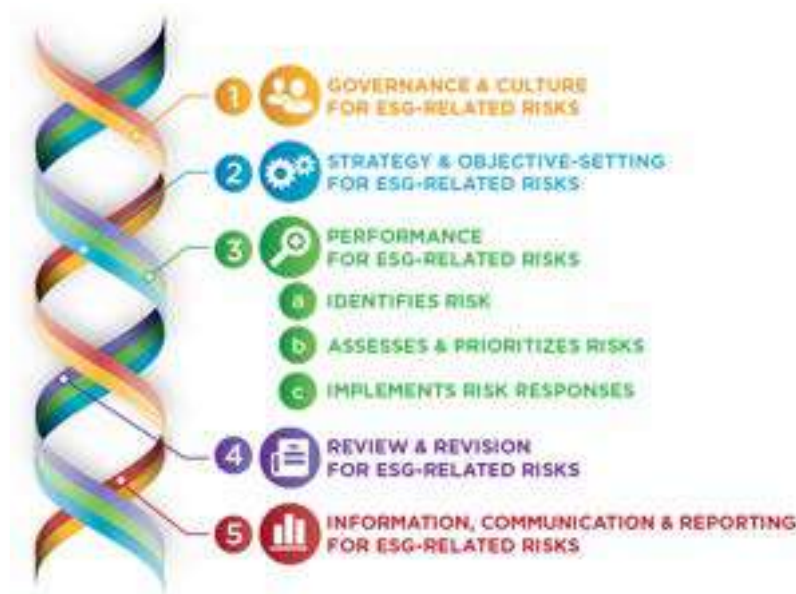 1 GOVERNANCE & CULTURE
FOR ESG-RELATED RISKS
2 STRATEGY & OBJECTIVE-SETTING
FOR ESG-RELATED RISKS
3 PERFORMANCE
FOR ESG-RELATED RISKS
a IDENTIFIES RISK
b ASSESSES & PRIORITIZES RISKS
c IMPLEMENTS RISK RESPONSES
4 REVIEW & REVISION
FOR ESG-RELATED RISKS
5 INFORMATION, COMMUNICATION & REPORTING
FOR ESG-RELATED RISKS